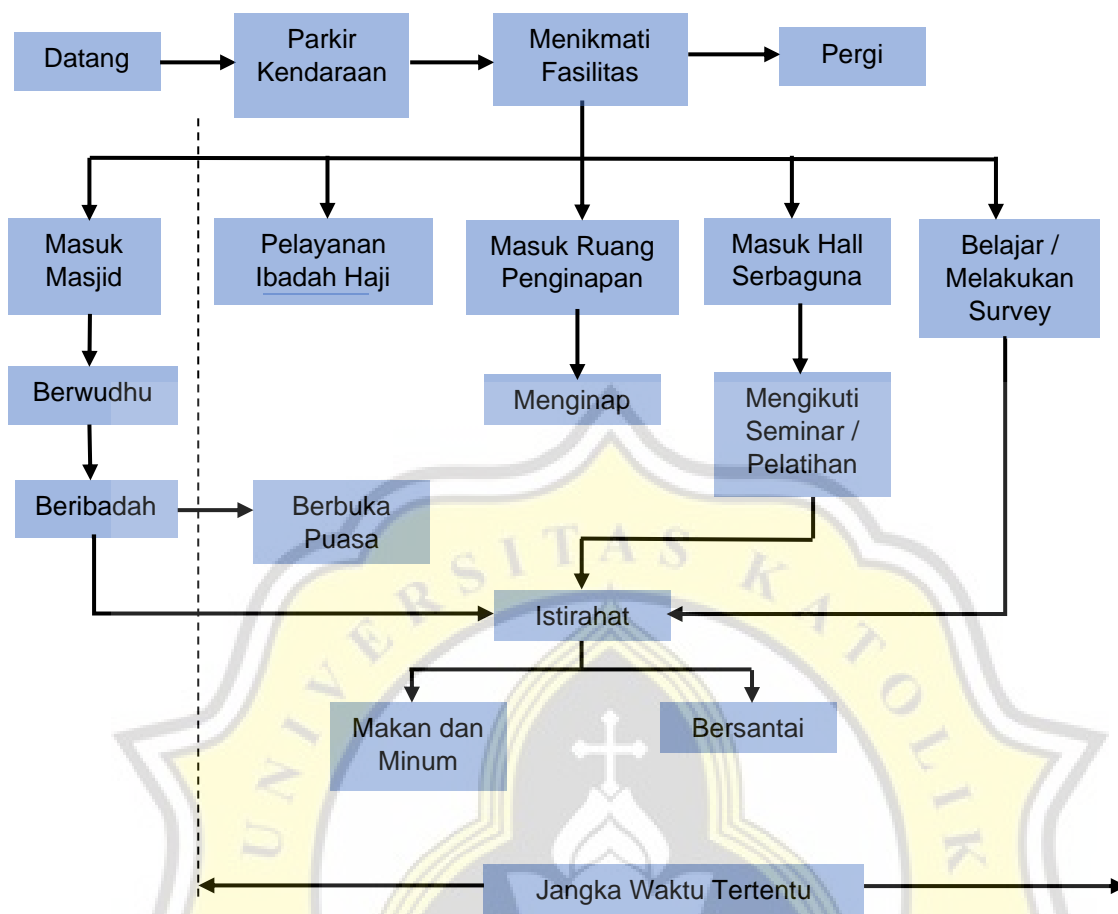 Datang
Parkir
Kendaraan
Menikmati
Fasilitas
Pergi
Masuk
Masjid
Pelayanan
Ibadah Haji
Masuk Ruang
Penginapan
Masuk Hall
Serbaguna
Belajar /
Melakukan
Survey
Berwudhu
Menginap
Mengikuti
Seminar /
Pelatihan
Beribadah
Berbuka
Puasa
Istirahat
Makan dan
Minum
Bersantai
Jangka Waktu Tertentu
UNIVERSITAS KATOLIK